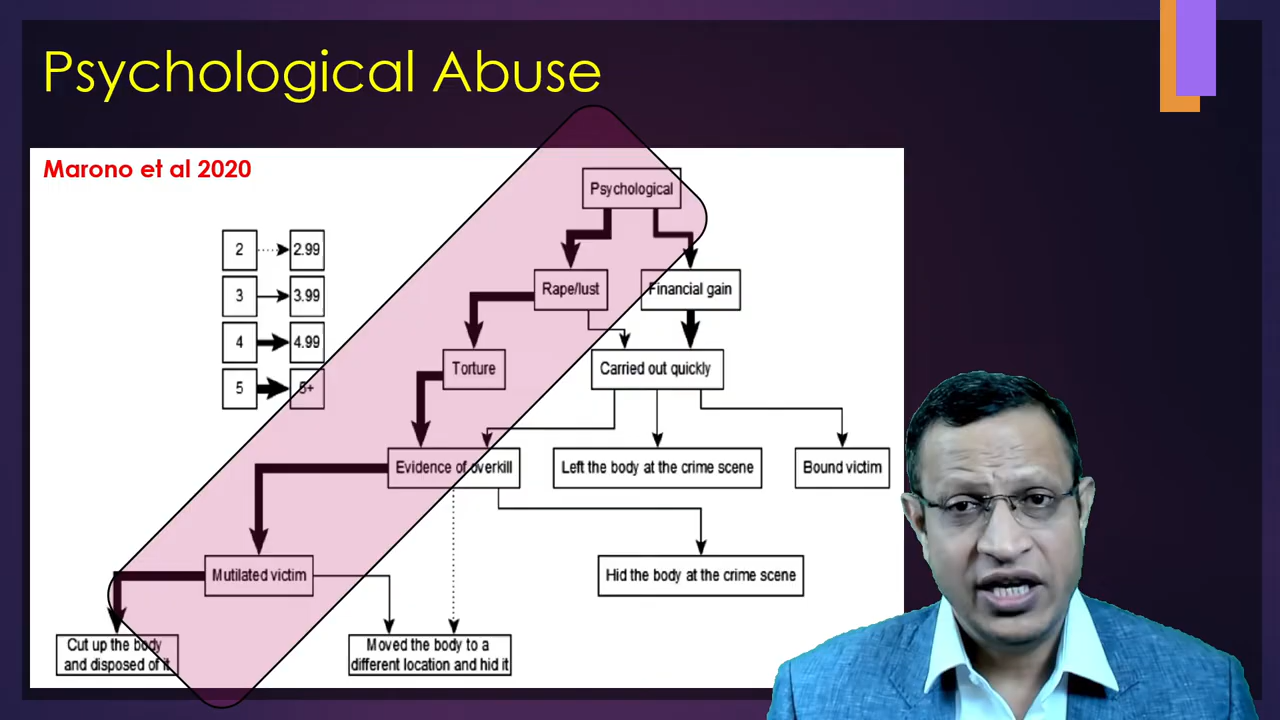 Psychological Abuse
Marono et al 2020
Psychological
2
2.99
Rape/lust
Financial gain
3
3.99
4
4.99
Torture
Carried out quickly
5
5+
Evidence of overkill
Left the body at the crime scene
Bound victim
Mutilated victim
Hid the body at the crime scene
Cut up the body
and disposed of it
Moved the body to a
different location and hid it